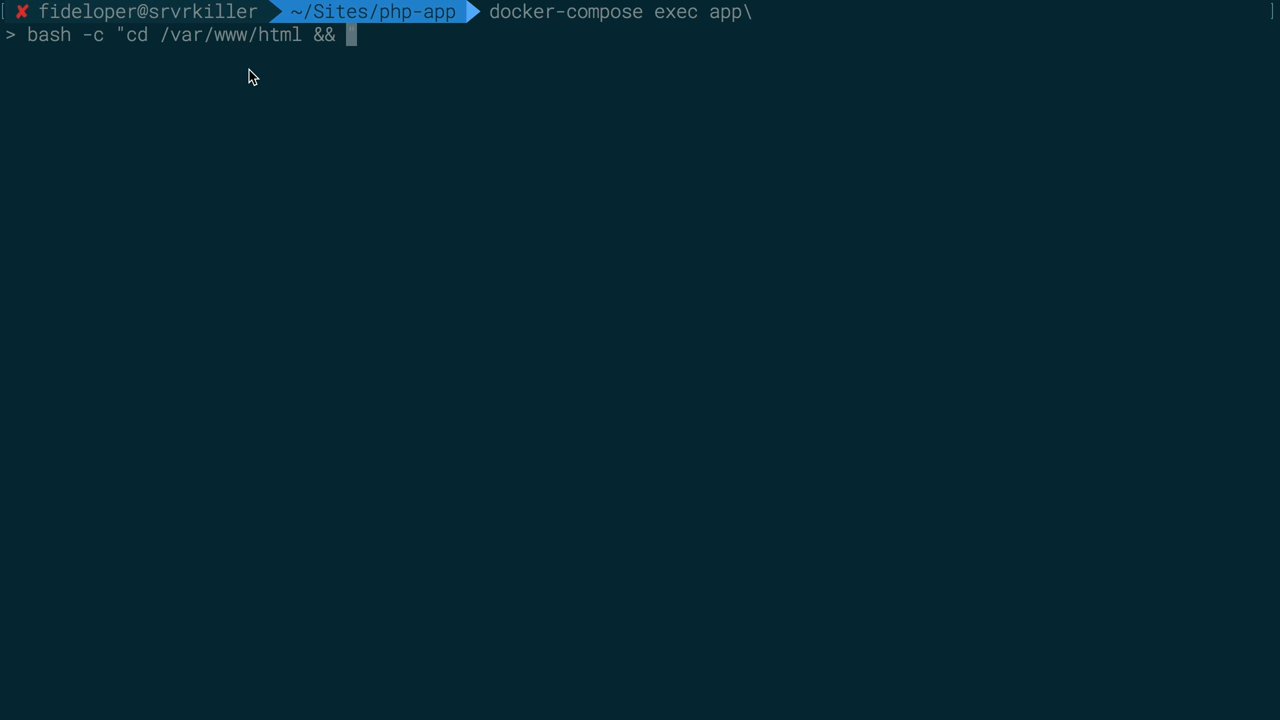 [ ✘ fideloper@srvrkiller ~/Sites/php-app docker-compose exec app\ ]
> bash -c "cd /var/www/html && "